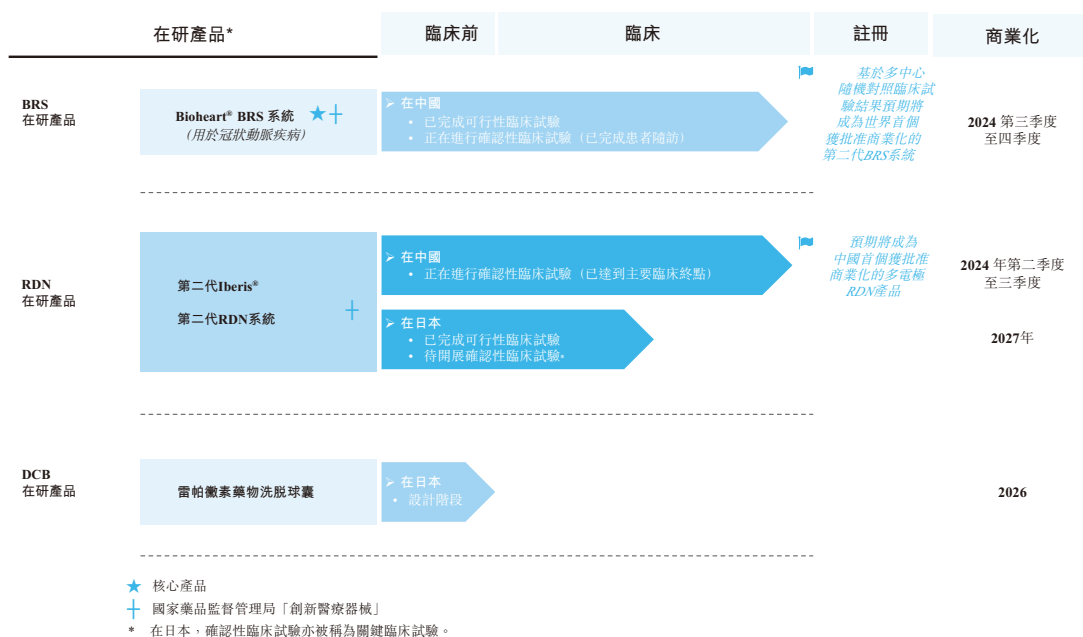 在研產品*
臨床前
臨床
註冊
商業化
BRS
在研產品
Bioheart® BRS 系統 ★┼
(用於冠狀動脈疾病)
➢ 在中國
• 已完成可行性臨床試驗
• 正在進行確認性臨床試驗（已完成患者隨訪）
基於多中心
隨機對照臨床試
驗結果預期將
成為世界首個
獲批准商業化的
第二代BRS系統
2024 第三季度
至四季度
RDN
在研產品
第二代Iberis®
第二代RDN系統 ┼
➢ 在中國
• 正在進行確認性臨床試驗（已達到主要臨床終點）
預期將成為
中國首個獲批准
商業化的多電極
RDN產品
2024 年第二季度
至三季度
➢ 在日本
• 已完成可行性臨床試驗
• 待開展確認性臨床試驗*
2027年
DCB
在研產品
雷帕黴素藥物洗脱球囊
➢ 在日本
• 設計階段
2026
★ 核心產品
┼ 國家藥品監督管理局「創新醫療器械」
* 在日本，確認性臨床試驗亦被稱為關鍵臨床試驗。